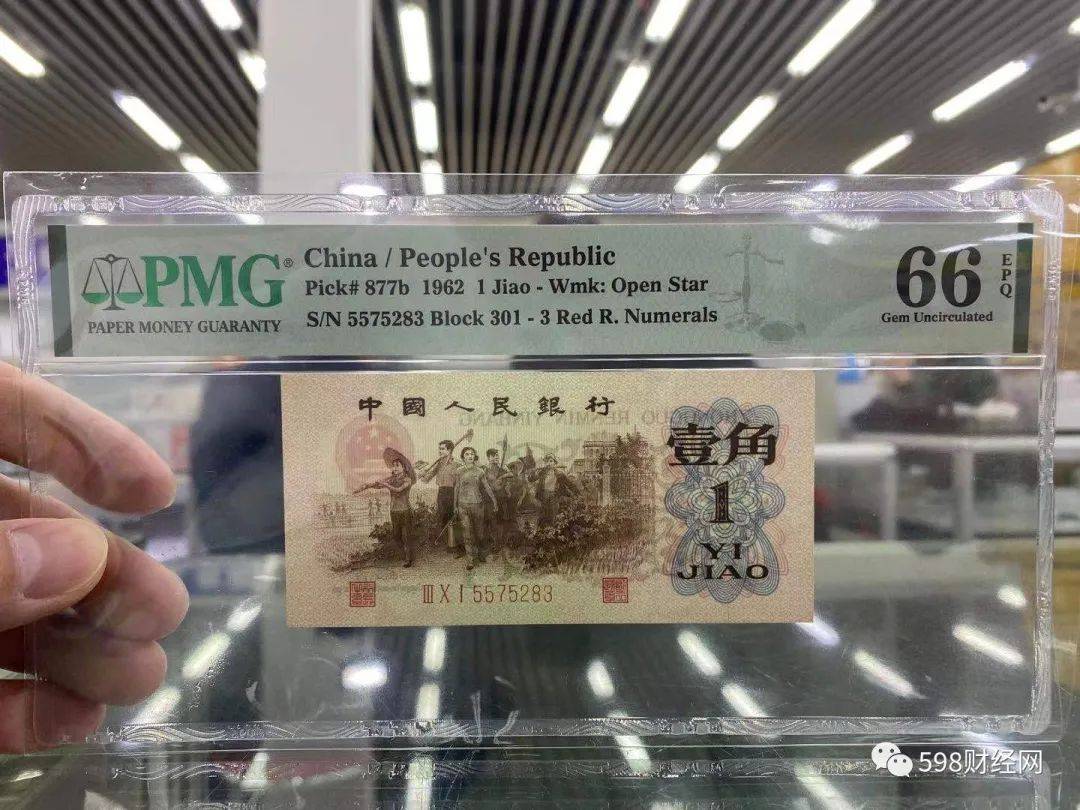 PMG®
PAPER MONEY GUARANTY
China / People's Republic
Pick# 877b 1962 1 Jiao - Wmk: Open Star
S/N 5575283 Block 301 - 3 Red R. Numerals
66
EPQ
Gem Uncirculated
中國人民銀行
壹角
1
YI
JIAO
III X I 5575283
598财经网